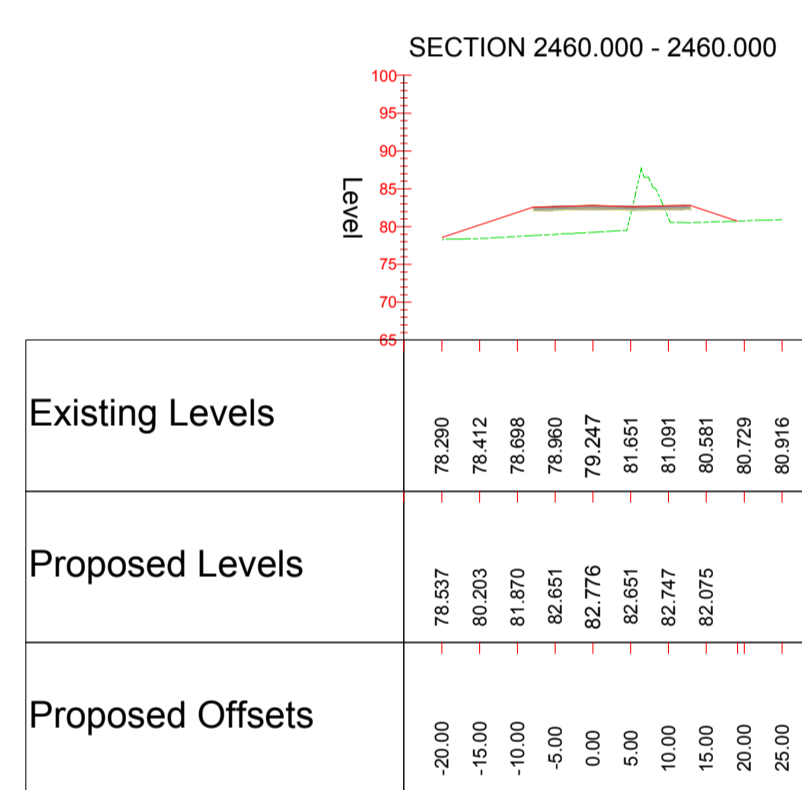 SECTION 2460.000 - 2460.000
100
95
90
85
80
75
70
65
Level
Existing Levels
78.290 78.412 78.698 78.960 79.247 81.651 81.091 80.581 80.729 80.916
Proposed Levels
78.537 80.203 81.870 82.651 82.776 82.651 82.747 82.075
Proposed Offsets
-20.00 -15.00 -10.00 -5.00 0.00 5.00 10.00 15.00 20.00 25.00